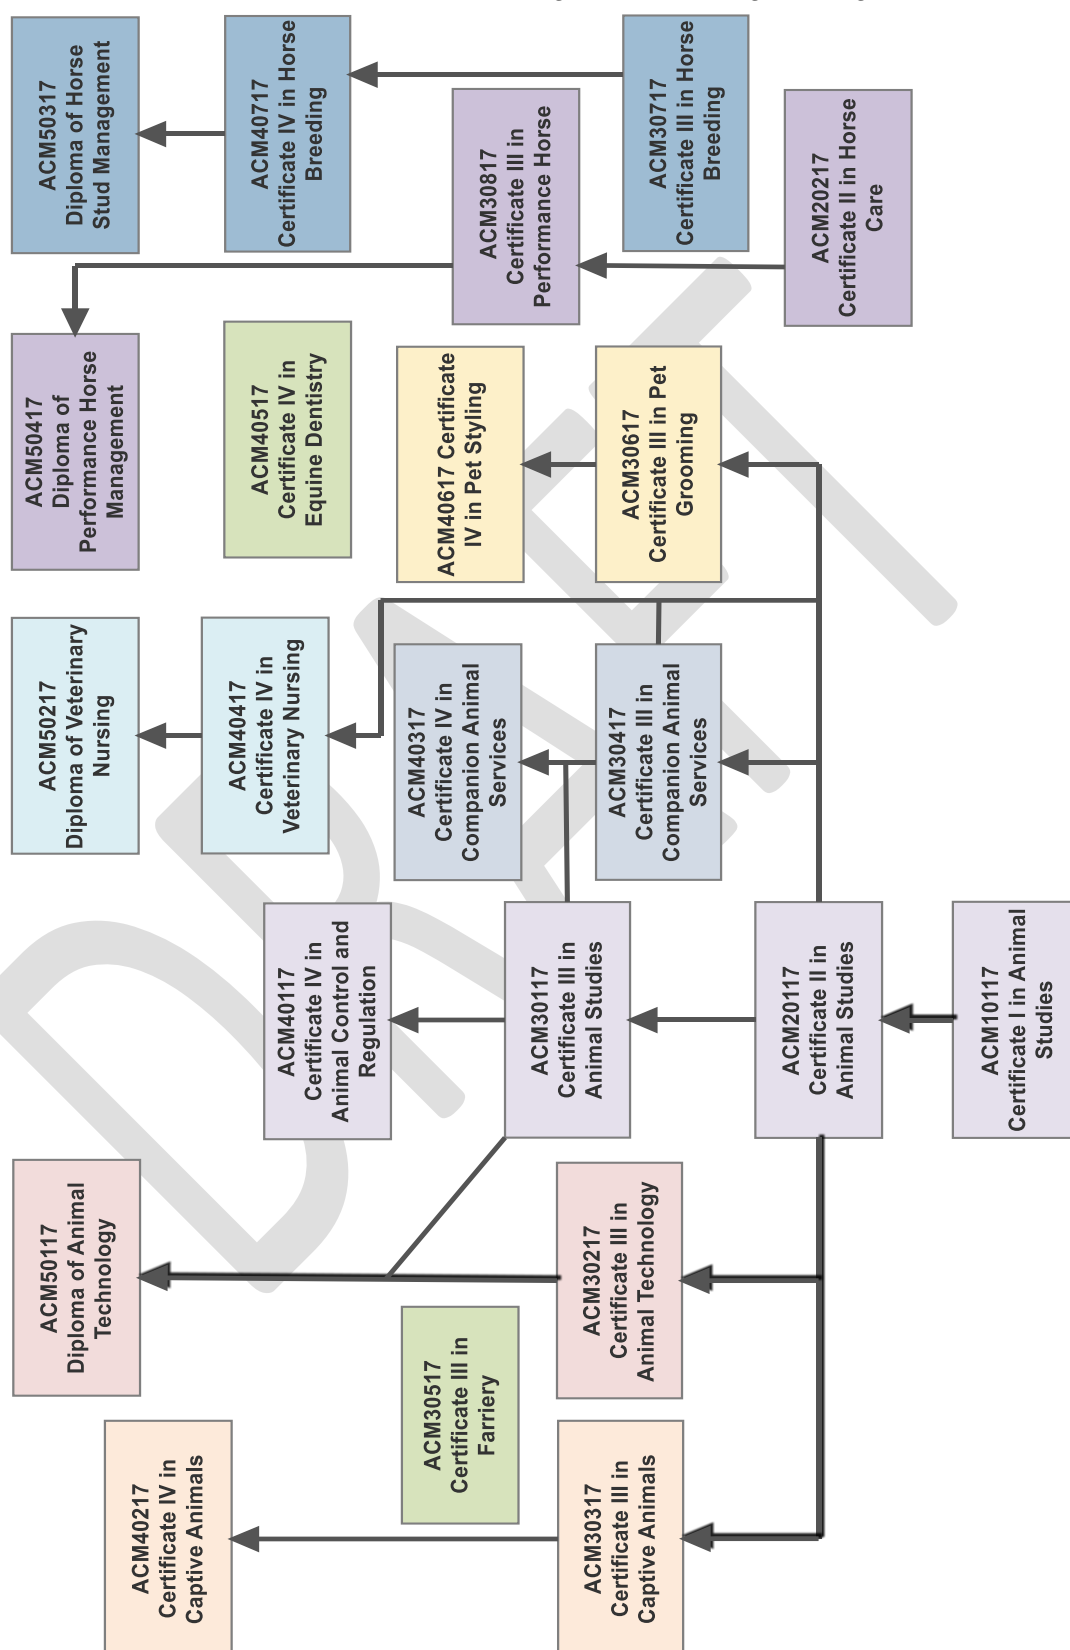 ACM40217
Certificate IV in
Captive Animals
ACM50117
Diploma of Animal
Technology
ACM50217
Diploma of Veterinary
Nursing
ACM50417
Diploma of
Performance Horse
Management
ACM50317
Diploma of Horse
Stud Management
ACM40117
Certificate IV in
Animal Control and
Regulation
ACM40417
Certificate IV in
Veterinary Nursing
ACM40517
Certificate IV in
Equine Dentistry
ACM40717
Certificate IV in Horse
Breeding
ACM30517
Certificate III in
Farriery
ACM40317
Certificate IV in
Companion Animal
Services
ACM40617 Certificate
IV in Pet Styling
ACM30817
Certificate III in
Performance Horse
ACM30317
Certificate III in
Captive Animals
ACM30217
Certificate III in
Animal Technology
ACM30117
Certificate III in
Animal Studies
ACM30417
Certificate III in
Companion Animal
Services
ACM30617
Certificate III in Pet
Grooming
ACM30717
Certificate III in Horse
Breeding
ACM20117
Certificate II in
Animal Studies
ACM20217
Certificate II in Horse
Care
ACM10117
Certificate I in Animal
Studies
DRAFT